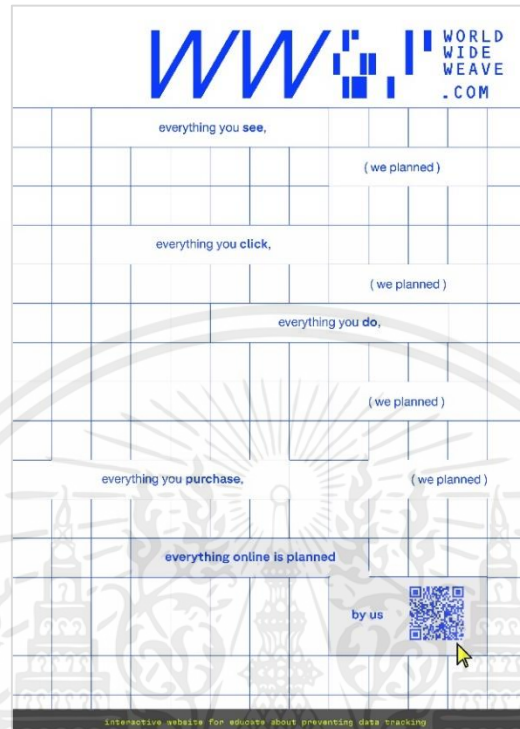 WW
WORLD
WIDE
WEAVE
.COM
everything you see,
( we planned )
everything you click,
( we planned )
everything you do,
( we planned )
everything you purchase,
( we planned )
everything online is planned
by us
interactive website for educate about preventing data tracking